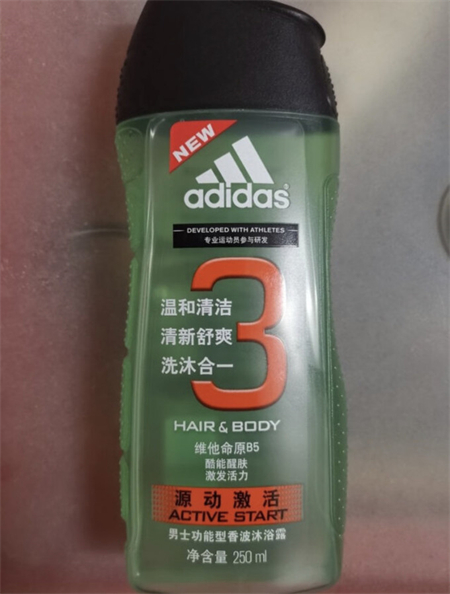 NEW
adidas
DEVELOPED WITH ATHLETES
专业运动员参与研发
3
温和清洁
清新舒爽
洗沐合一
HAIR & BODY
维他命原B5
酷能醒肤
激发活力
源动激活
ACTIVE START
男士功能型香波沐浴露
净含量 250 ml